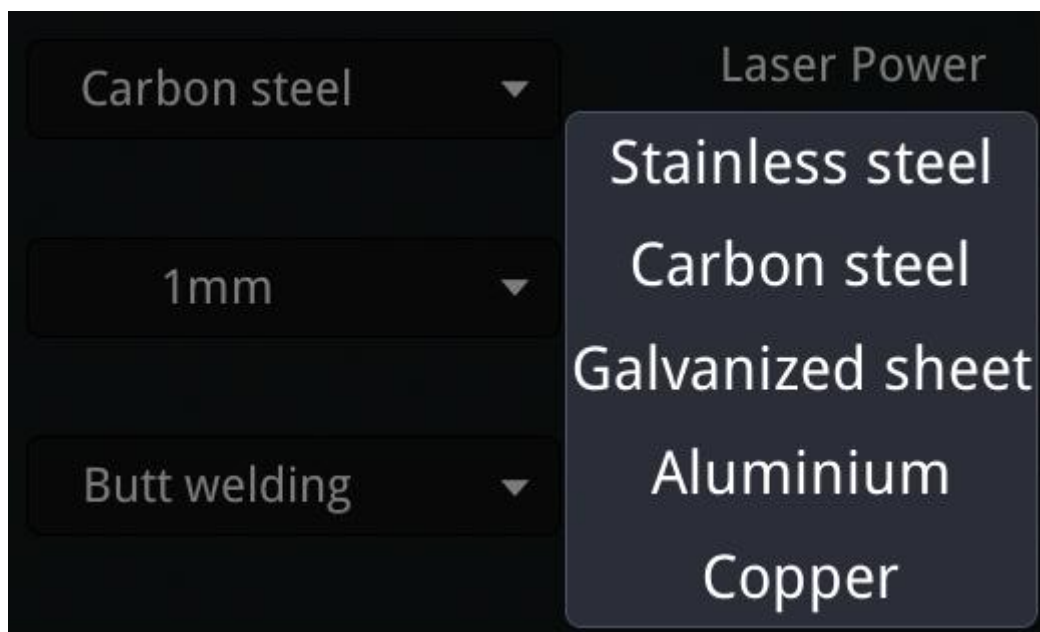 Carbon steel
Laser Power
1mm
Butt welding
Stainless steel
Carbon steel
Galvanized sheet
Aluminium
Copper